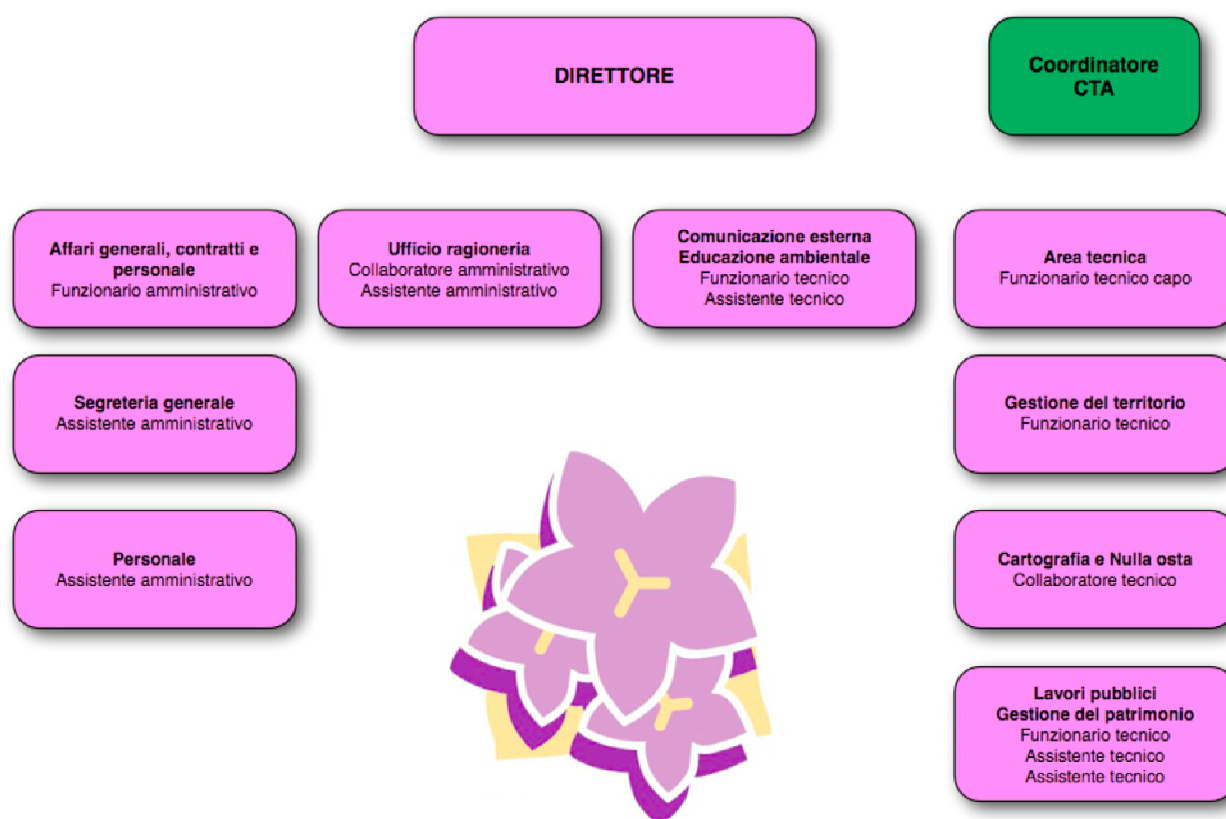 DIRETTORE
Coordinatore
CTA
Affari generali, contratti e
personale
Funzionario amministrativo
Ufficio ragioneria
Collaboratore amministrativo
Assistente amministrativo
Comunicazione esterna
Educazione ambientale
Funzionario tecnico
Assistente tecnico
Area tecnica
Funzionario tecnico capo
Segreteria generale
Assistente amministrativo
Gestione del territorio
Funzionario tecnico
Personale
Assistente amministrativo
Cartografia e Nulla osta
Collaboratore tecnico
Lavori pubblici
Gestione del patrimonio
Funzionario tecnico
Assistente tecnico
Assistente tecnico